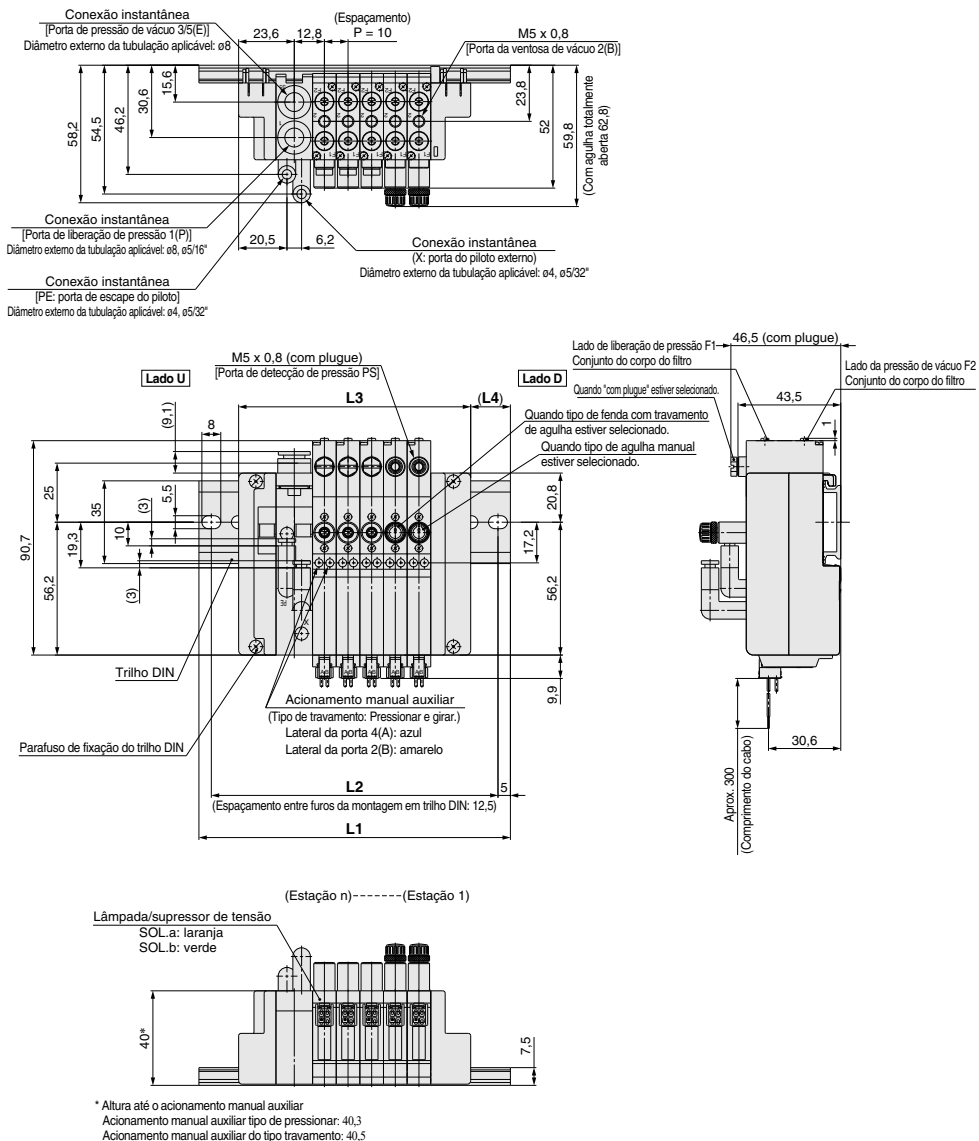 Conexão instantânea
[Porta de pressão de vácuo 3/5(E)]
Diâmetro externo da tubulação aplicável: ø8
23,6
12,8
(Espaçamento)
P = 10
M5 x 0,8
[Porta da ventosa de vácuo 2(B)]
58,2
54,5
46,2
30,6
15,6
23,8
52
59,8
(Com agulha totalmente
aberta 62,8)
Conexão instantânea
[Porta de liberação de pressão 1(P)]
Diâmetro externo da tubulação aplicável: ø8, ø5/16"
20,5
6,2
Conexão instantânea
(X: porta do piloto externo)
Diâmetro externo da tubulação aplicável: ø4, ø5/32"
Conexão instantânea
[PE: porta de escape do piloto]
Diâmetro externo da tubulação aplicável: ø4, ø5/32"
M5 x 0,8 (com plugue)
[Porta de detecção de pressão PS]
Lado U
Lado D
L3
(L4)
Quando tipo de fenda com travamento
de agulha estiver selecionado.
Quando tipo de agulha manual
estiver selecionado.
(9,1)
8
90,7
25
56,2
35
19,3
10
5,5
(3)
(3)
PE
X
20,8
17,2
56,2
9,9
Trilho DIN
Parafuso de fixação do trilho DIN
Acionamento manual auxiliar
(Tipo de travamento: Pressionar e girar.)
Lateral da porta 4(A): azul
Lateral da porta 2(B): amarelo
L2
5
(Espaçamento entre furos da montagem em trilho DIN: 12,5)
L1
Lado de liberação de pressão F1
Conjunto do corpo do filtro
46,5 (com plugue)
Lado da pressão de vácuo F2
Conjunto do corpo do filtro
Quando "com plugue" estiver selecionado.
43,5
1
30,6
Aprox. 300
(Comprimento do cabo)
(Estação n)-------(Estação 1)
Lâmpada/supressor de tensão
SOL.a: laranja
SOL.b: verde
40*
7,5
* Altura até o acionamento manual auxiliar
Acionamento manual auxiliar tipo de pressionar: 40,3
Acionamento manual auxiliar do tipo travamento: 40,5